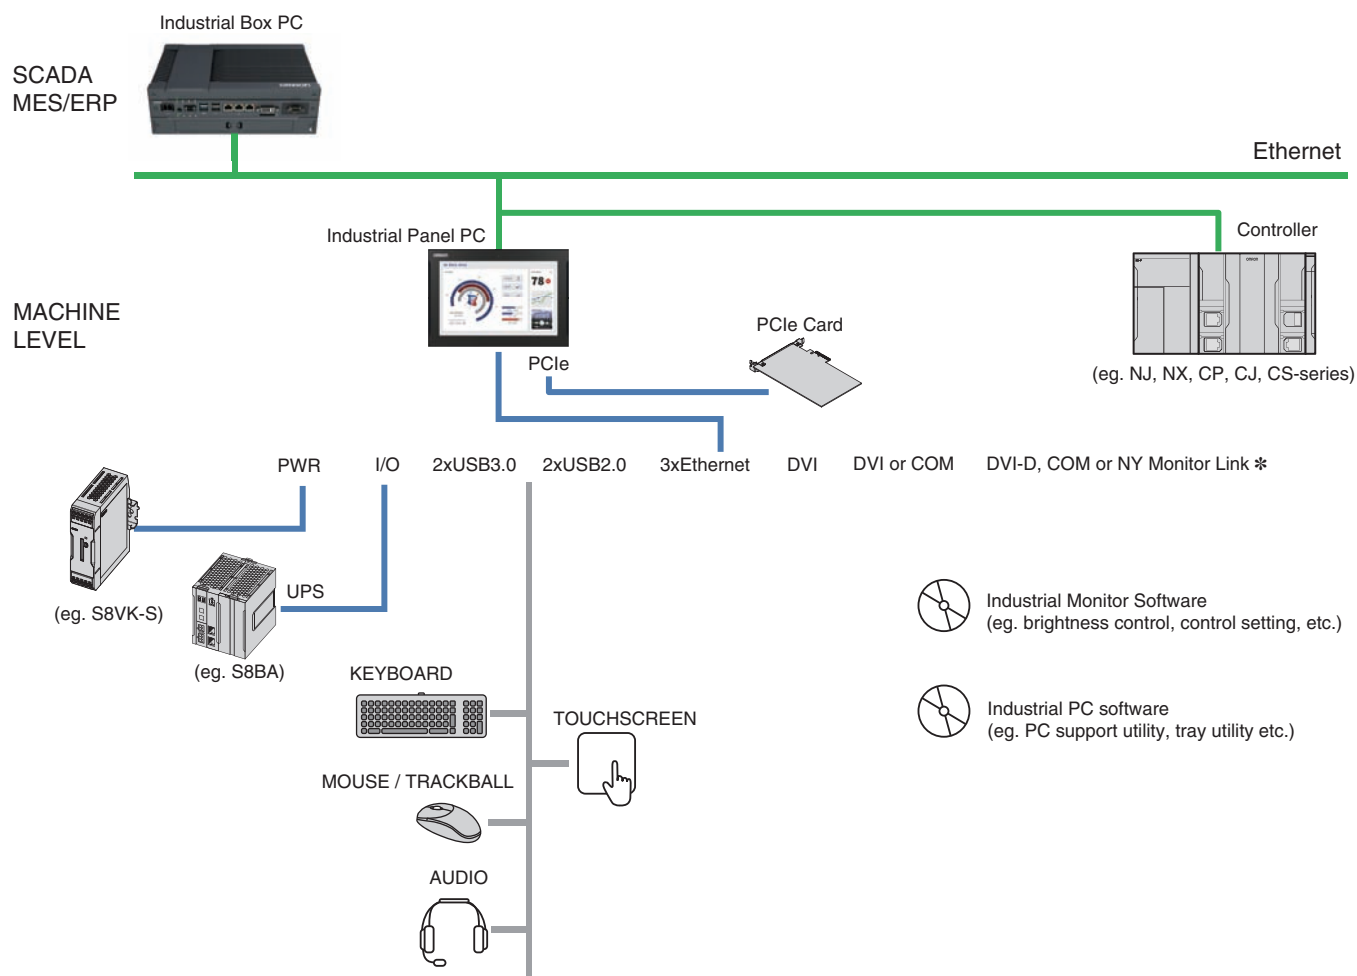 Industrial Box PC
SCADA
MES/ERP
Ethernet
Industrial Panel PC
Controller
MACHINE
LEVEL
78
PCIe Card
PCIe
(eg. NJ, NX, CP, CJ, CS-series)
PWR
I/O
2xUSB3.0
2xUSB2.0
3xEthernet
DVI
DVI or COM
DVI-D, COM or NY Monitor Link ✻
UPS
(eg. S8VK-S)
(eg. S8BA)
Industrial Monitor Software
(eg. brightness control, control setting, etc.)
KEYBOARD
TOUCHSCREEN
Industrial PC software
(eg. PC support utility, tray utility etc.)
MOUSE / TRACKBALL
AUDIO